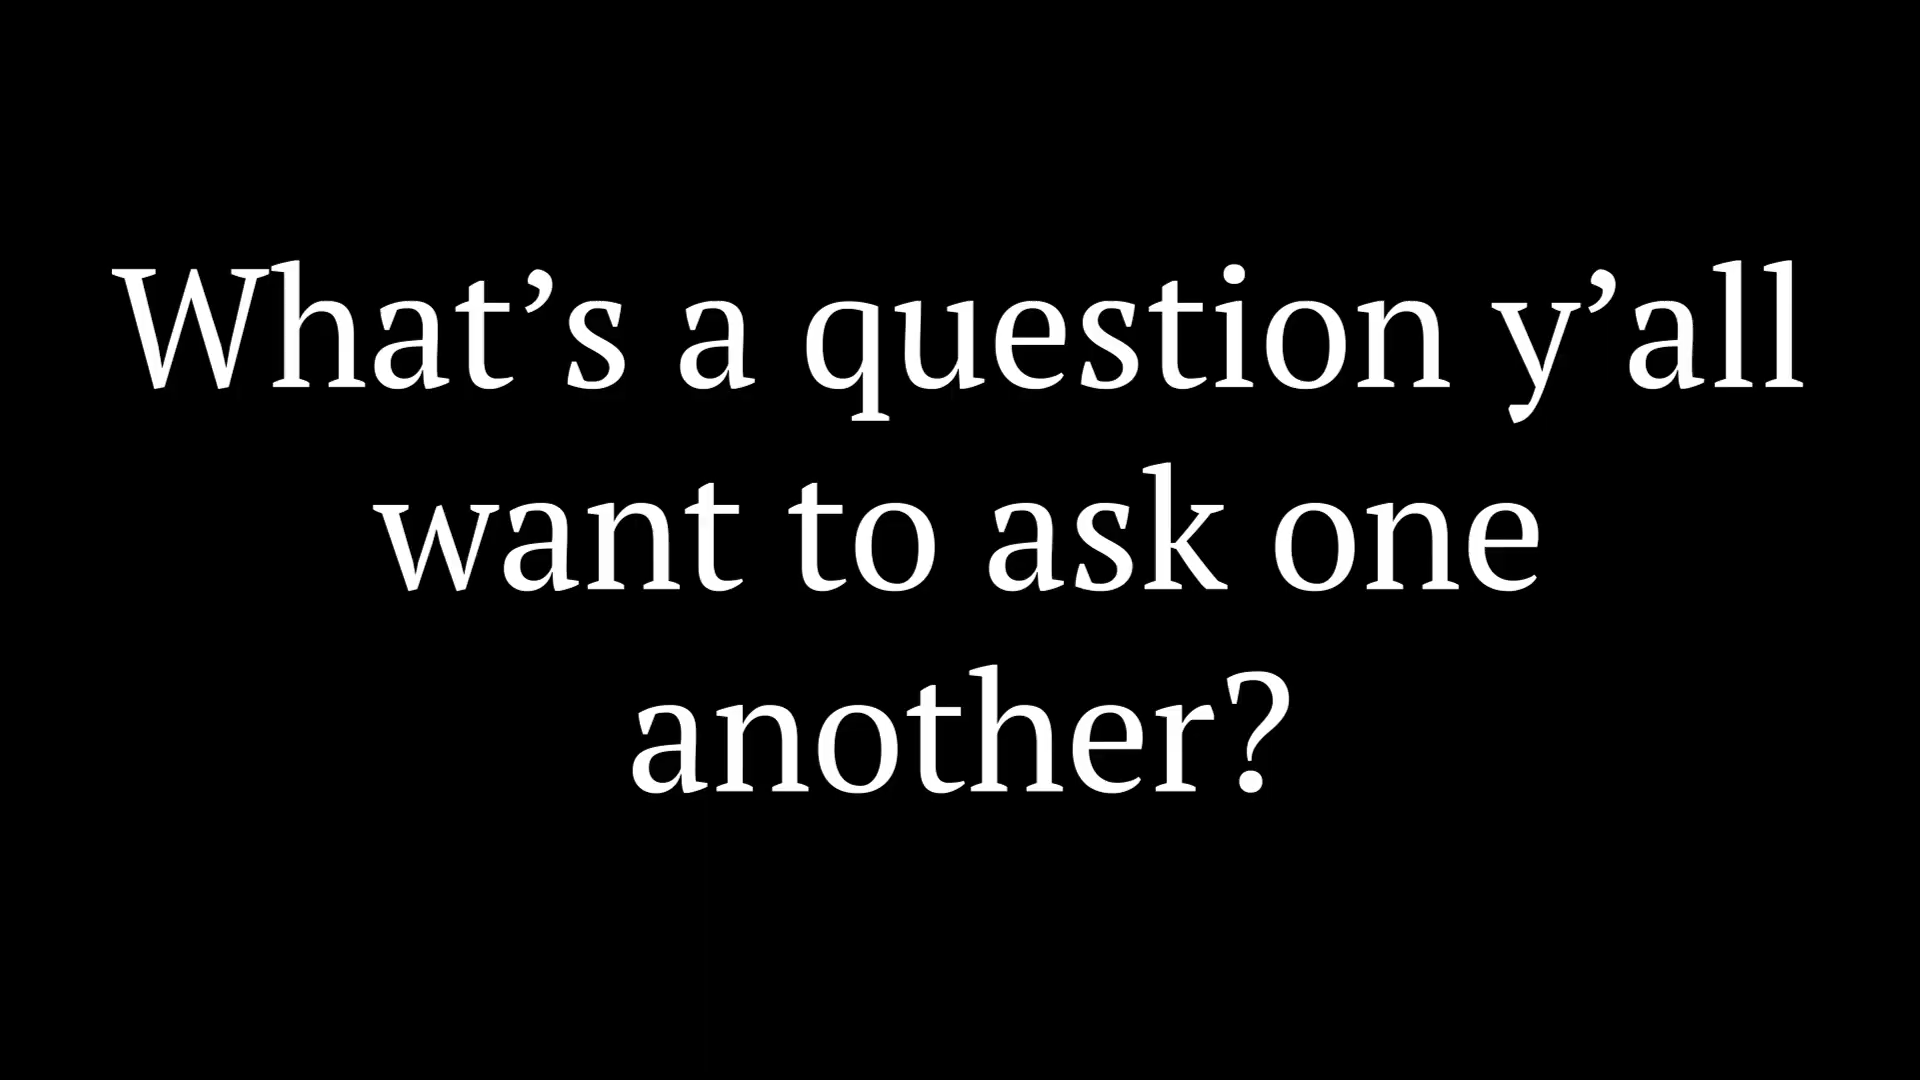 What’s a question y’all
want to ask one
another?